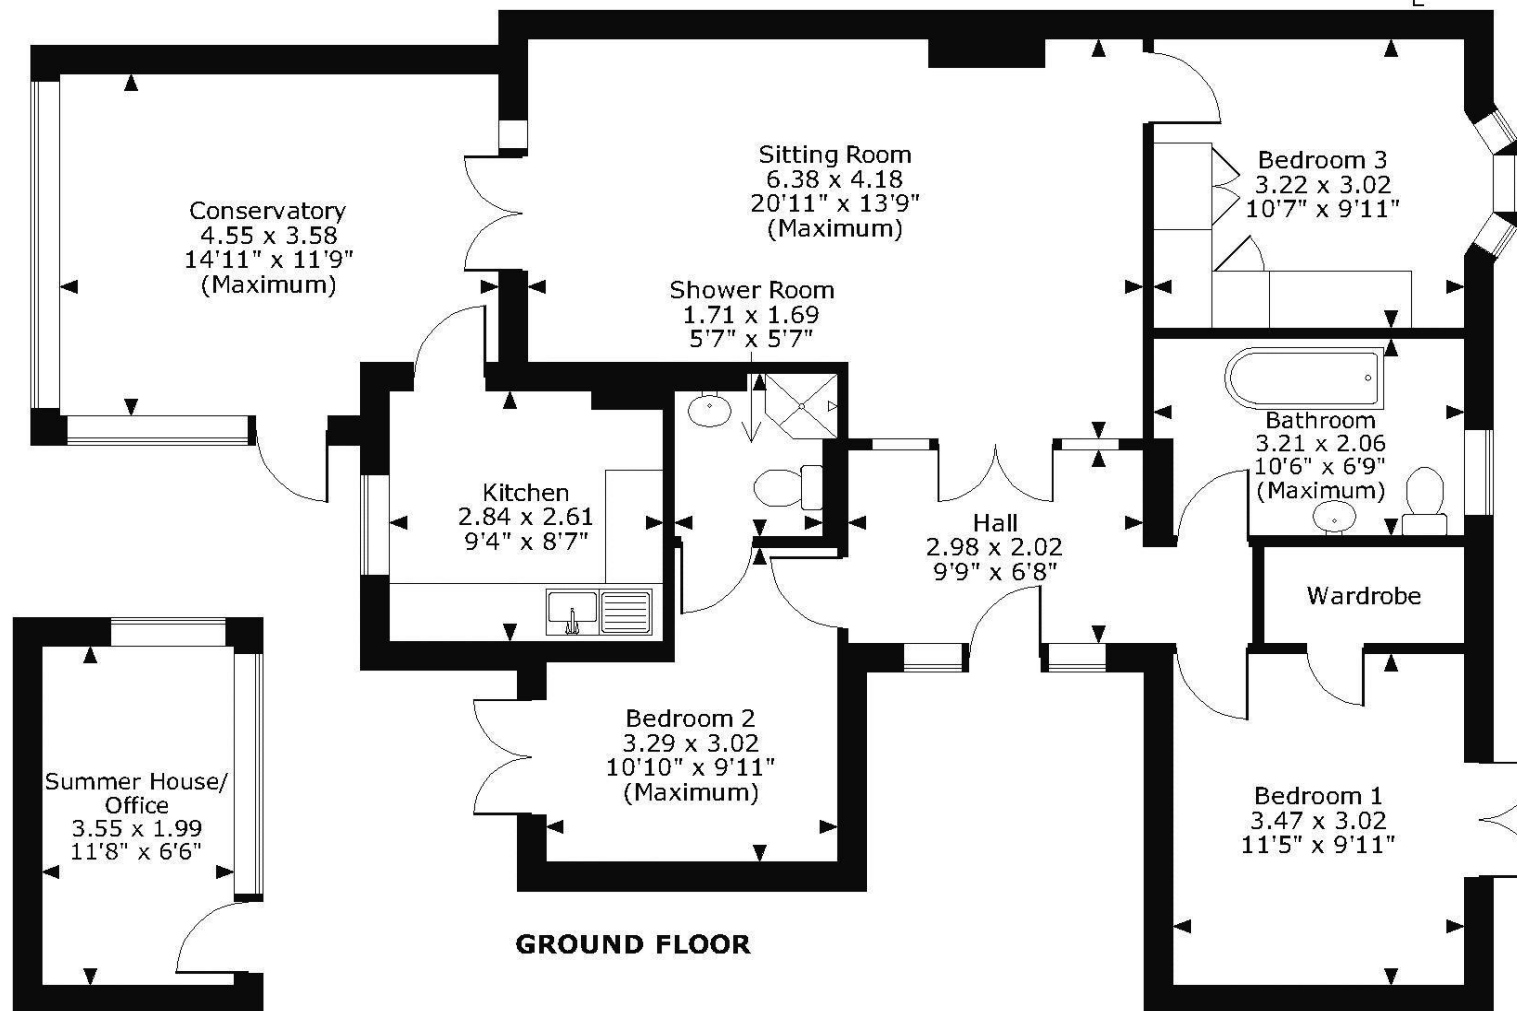 Sitting Room
6.38 x 4.18
20'11" x 13'9"
(Maximum)
Bedroom 3
3.22 x 3.02
10'7" x 9'11"
Conservatory
4.55 x 3.58
14'11" x 11'9"
(Maximum)
Shower Room
1.71 x 1.69
5'7" x 5'7"
Bathroom
3.21 x 2.06
10'6" x 6'9"
(Maximum)
Kitchen
2.84 x 2.61
9'4" x 8'7"
Hall
2.98 x 2.02
9'9" x 6'8"
Wardrobe
Bedroom 2
3.29 x 3.02
10'10" x 9'11"
(Maximum)
Summer House/
Office
3.55 x 1.99
11'8" x 6'6"
Bedroom 1
3.47 x 3.02
11'5" x 9'11"
GROUND FLOOR